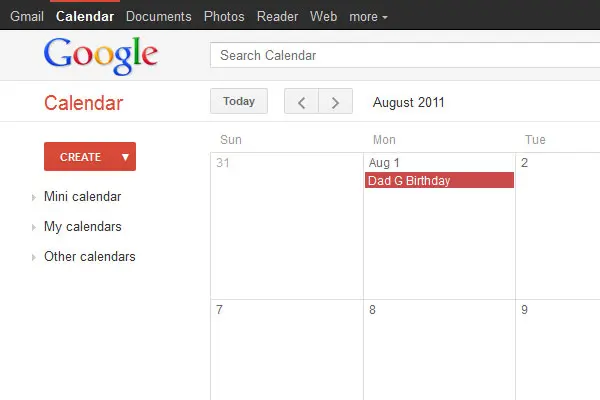 Gmail Calendar Documents Photos Reader Web more
Google
Search Calendar
Calendar
Today
August 2011
Sun Mon Tue
CREATE
31 Aug 1 2
Dad G Birthday
Mini calendar
My calendars
Other calendars
7 8 9